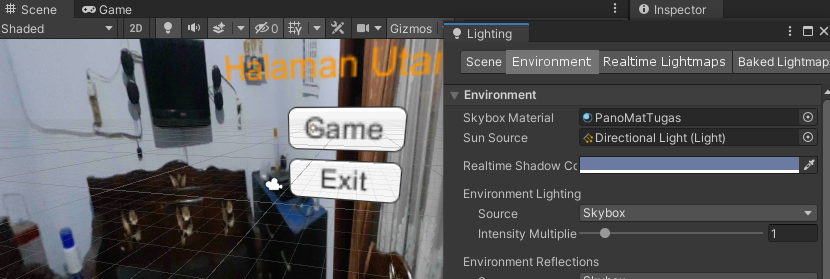 Scene
Game
Inspector
Shaded
2D
0
Gizmos
Lighting
Scene
Environment
Realtime Lightmaps
Baked Lightmap
Environment
Skybox Material
PanoMatTugas
Sun Source
Directional Light (Light)
Realtime Shadow Co
Environment Lighting
Source
Skybox
Intensity Multiplie
1
Environment Reflections
Halaman Utar
Game
Exit